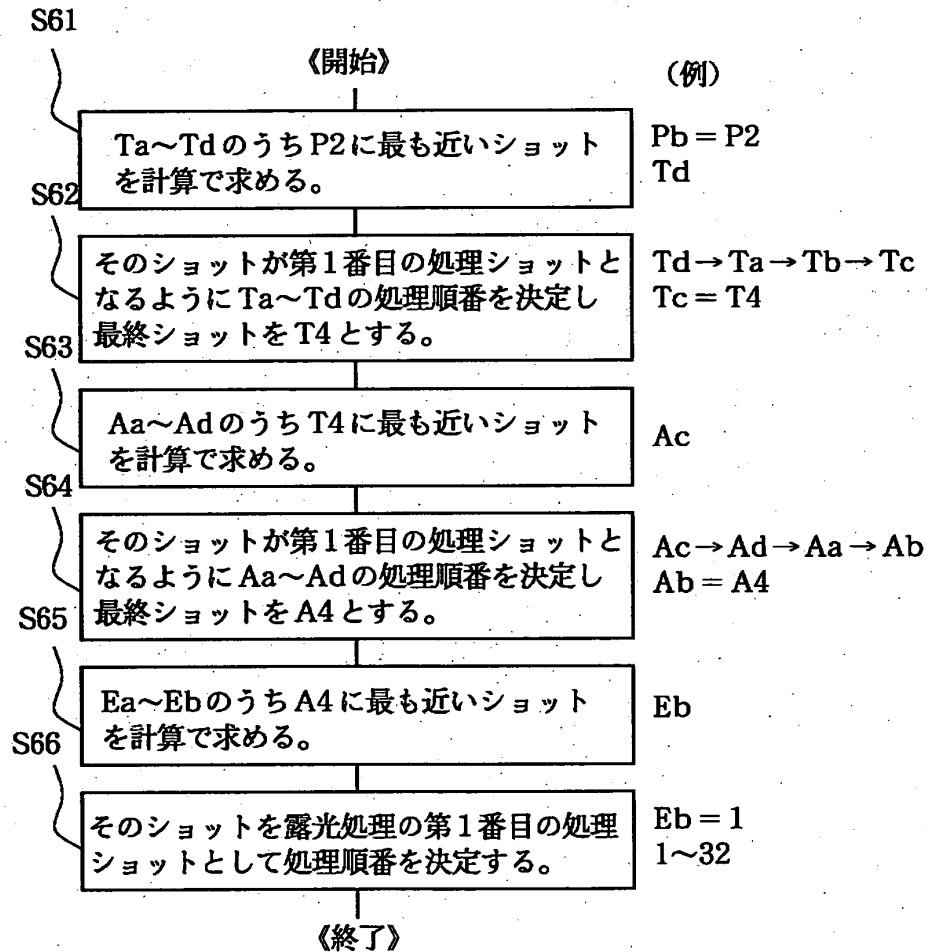 S61
《開始》
(例)
Ta~TdのうちP2に最も近いショット
を計算で求める。
Pb=P2
Td
S62
そのショットが第1番目の処理ショットと
なるようにTa~Tdの処理順番を決定し
最終ショットをT4とする。
Td→Ta→Tb→Tc
Tc=T4
S63
Aa~AdのうちT4に最も近いショット
を計算で求める。
Ac
S64
そのショットが第1番目の処理ショットと
なるようにAa~Adの処理順番を決定し
最終ショットをA4とする。
Ac→Ad→Aa→Ab
Ab=A4
S65
Ea~EbのうちA4に最も近いショット
を計算で求める。
Eb
S66
そのショットを露光処理の第1番目の処理
ショットとして処理順番を決定する。
Eb=1
1~32
《終了》